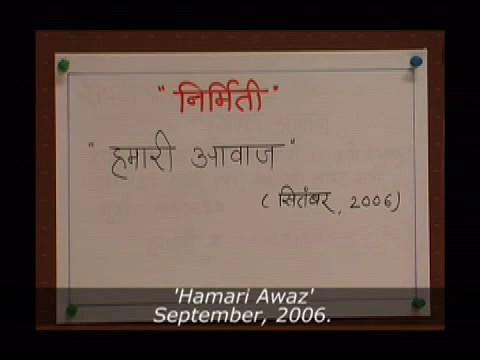 " निर्मिती "
" हमारी आवाज "
( सितंबर, 2006)
'Hamari Awaz'
September, 2006.